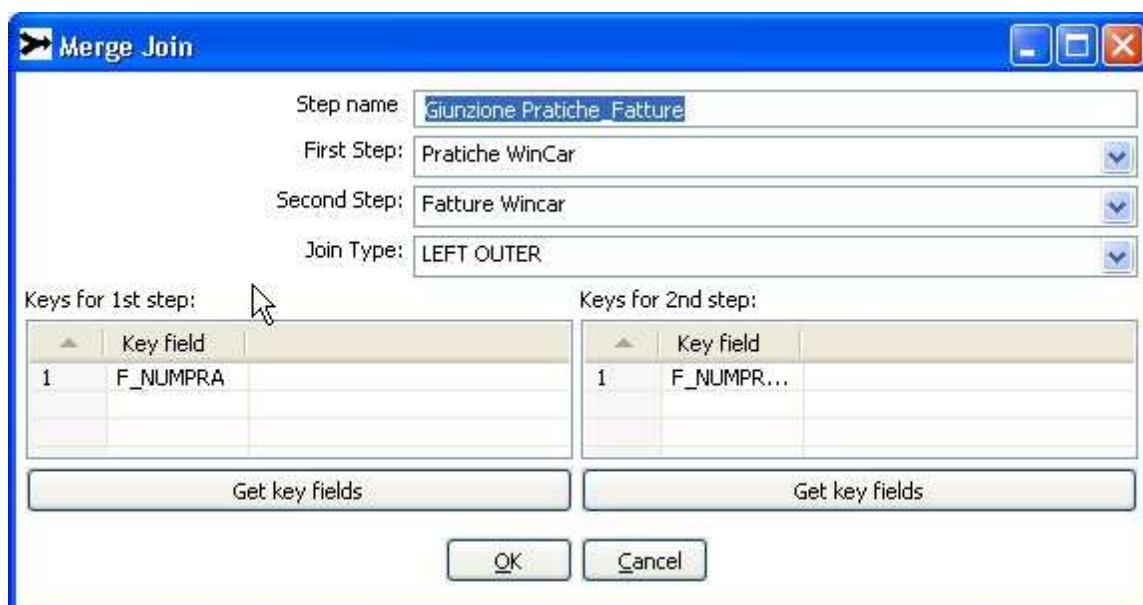 Merge Join
Step name Giunzione Pratiche_Fatture
First Step: Pratiche WinCar
Second Step: Fatture Wincar
Join Type: LEFT OUTER
Keys for 1st step: Keys for 2nd step:
Key field Key field
1 F_NUMPRA 1 F_NUMPR...
Get key fields Get key fields
OK Cancel